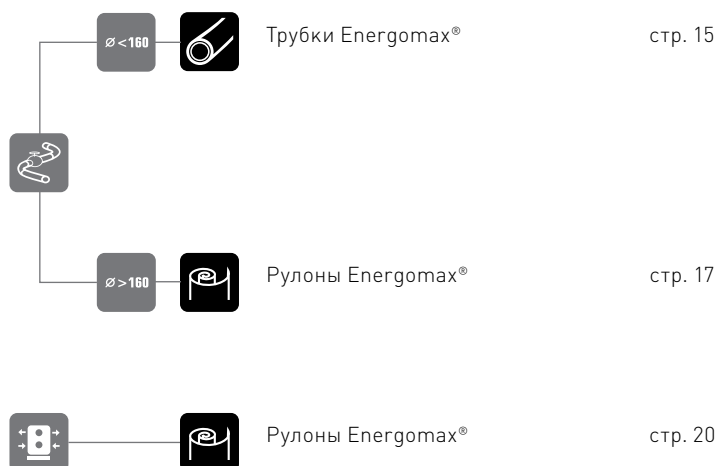 ø<160 Трубки Energomax® стр. 15
ø>160 Рулоны Energomax® стр. 17
Рулоны Energomax® стр. 20